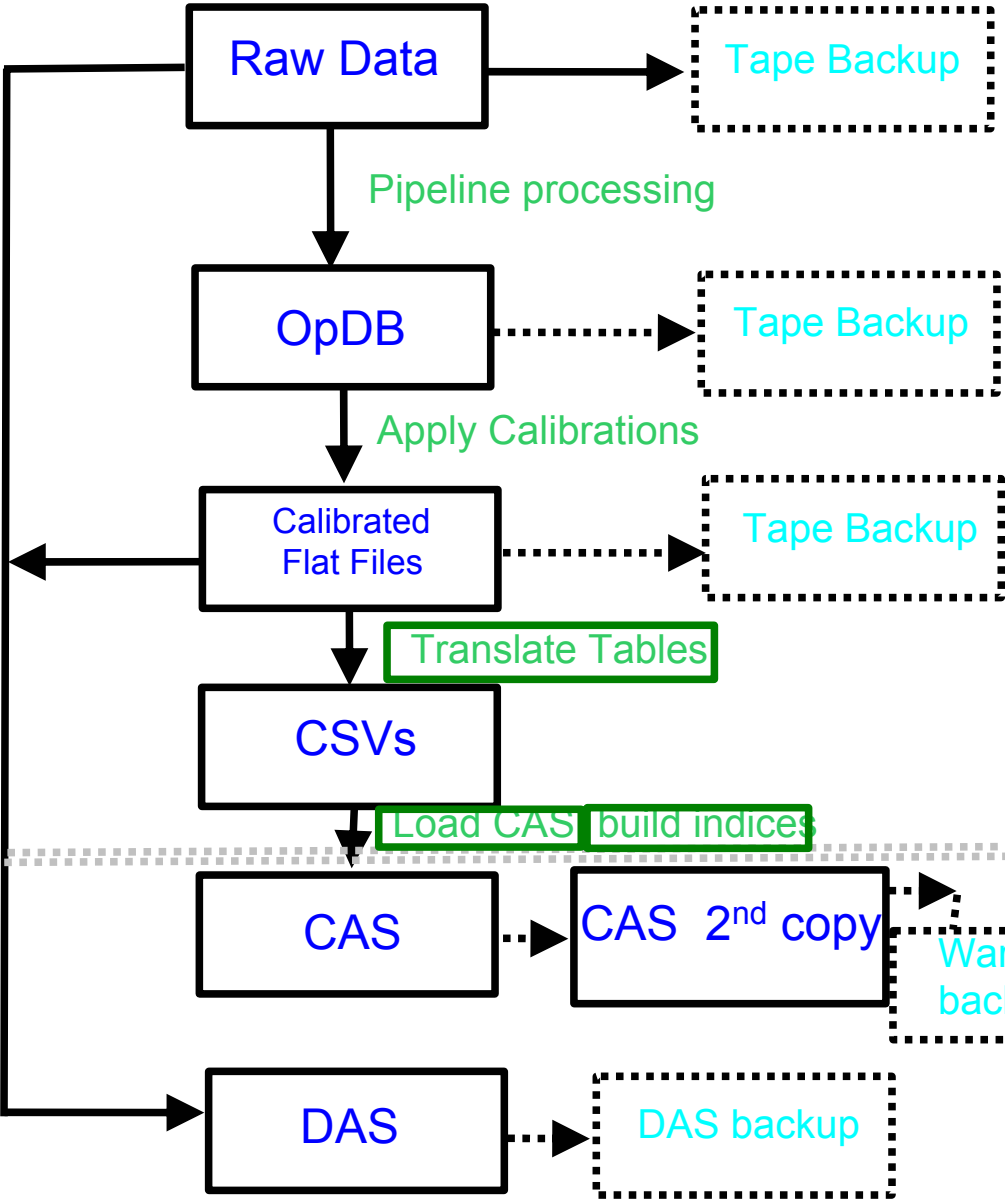 Raw Data
Tape Backup
Pipeline processing
OpDB
Tape Backup
Apply Calibrations
Calibrated
Flat Files
Tape Backup
Translate Tables
CSVs
Load CAS build indices
CAS
CAS 2nd copy
DAS
DAS backup